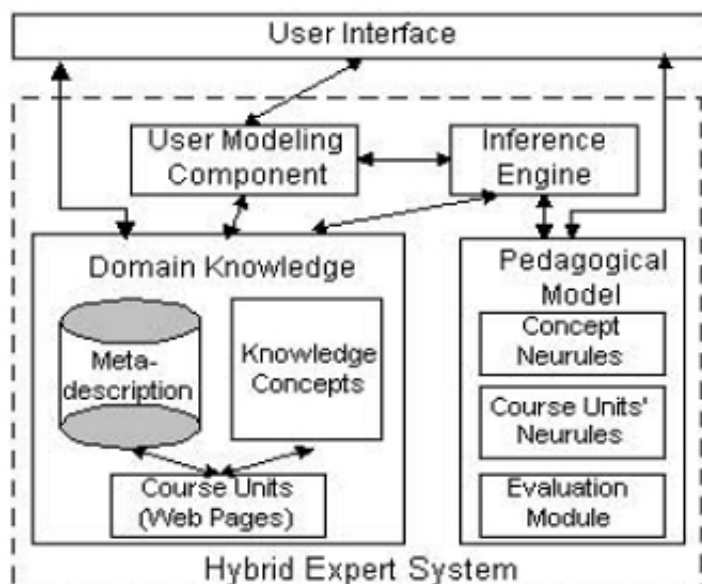 User Interface
User Modeling
Component
Inference
Engine
Domain Knowledge
Meta-
description
Knowledge
Concepts
Course Units
(Web Pages)
Pedagogical
Model
Concept
Neurules
Course Units'
Neurules
Evaluation
Module
Hybrid Expert System